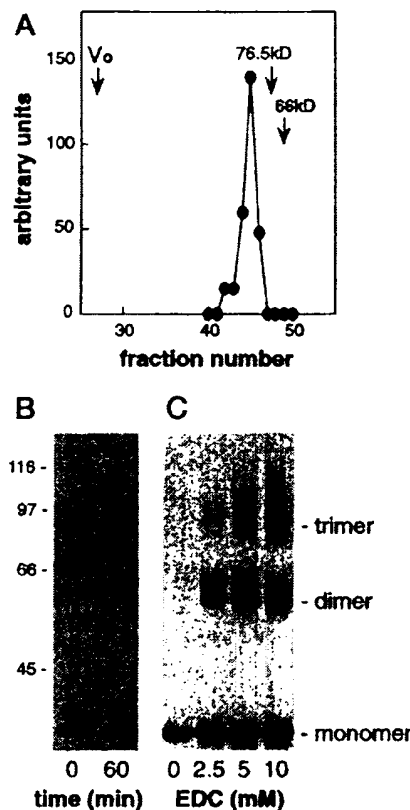 A
Vo
76.5kD
66kD
150
100
50
0
arbitrary units
30
40
50
fraction number
B
C
116 -
97 -
66 -
45 -
- trimer
- dimer
- monomer
0 60
time (min)
0 2.5 5 10
EDC (mM)